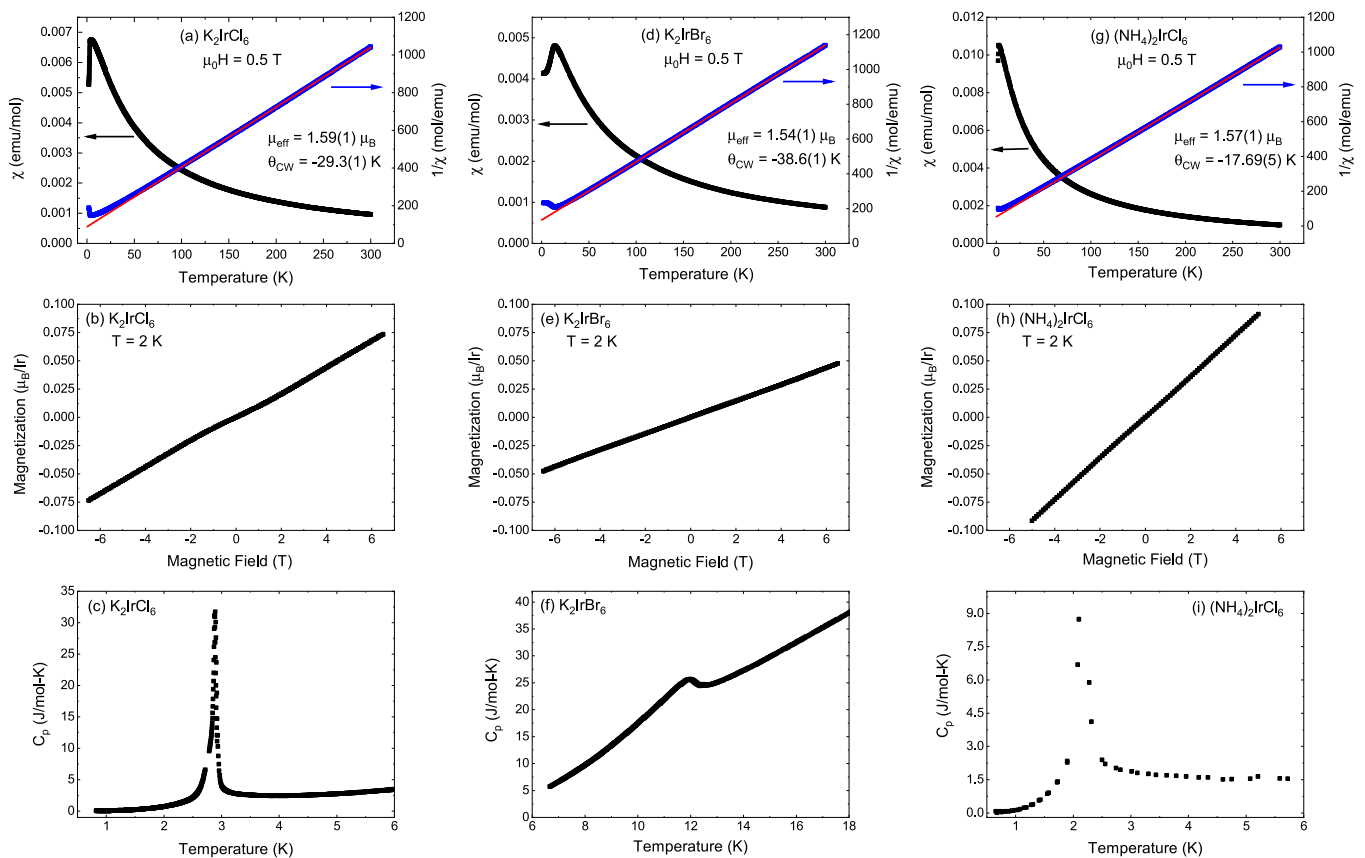 (a) K₂IrCl₆
μ₀H = 0.5 T
μeff = 1.59(1) μB
θCW = -29.3(1) K
χ (emu/mol)
0.007
0.006
0.005
0.004
0.003
0.002
0.001
0.000
1200
1000
800
600
400
200
0
1/χ (mol/emu)
0 50 100 150 200 250 300
Temperature (K)
(d) K₂IrBr₆
μ₀H = 0.5 T
μeff = 1.54(1) μB
θCW = -38.6(1) K
χ (emu/mol)
0.005
0.004
0.003
0.002
0.001
0.000
1200
1000
800
600
400
200
0
1/χ (mol/emu)
0 50 100 150 200 250 300
Temperature (K)
(g) (NH₄)₂IrCl₆
μ₀H = 0.5 T
μeff = 1.57(1) μB
θCW = -17.69(5) K
χ (emu/mol)
0.012
0.010
0.008
0.006
0.004
0.002
0.000
1200
1000
800
600
400
200
0
1/χ (mol/emu)
0 50 100 150 200 250 300
Temperature (K)
(b) K₂IrCl₆
T = 2 K
Magnetization (μB/Ir)
0.100
0.075
0.050
0.025
0.000
-0.025
-0.050
-0.075
-0.100
-6 -4 -2 0 2 4 6
Magnetic Field (T)
(e) K₂IrBr₆
T = 2 K
Magnetization (μB/Ir)
0.100
0.075
0.050
0.025
0.000
-0.025
-0.050
-0.075
-0.100
-6 -4 -2 0 2 4 6
Magnetic Field (T)
(h) (NH₄)₂IrCl₆
T = 2 K
Magnetization (μB/Ir)
0.100
0.075
0.050
0.025
0.000
-0.025
-0.050
-0.075
-0.100
-6 -4 -2 0 2 4 6
Magnetic Field (T)
(c) K₂IrCl₆
Cp (J/mol-K)
35
30
25
20
15
10
5
0
1 2 3 4 5 6
Temperature (K)
(f) K₂IrBr₆
Cp (J/mol-K)
40
35
30
25
20
15
10
5
0
6 8 10 12 14 16 18
Temperature (K)
(i) (NH₄)₂IrCl₆
Cp (J/mol-K)
9.0
7.5
6.0
4.5
3.0
1.5
0.0
1 2 3 4 5 6
Temperature (K)